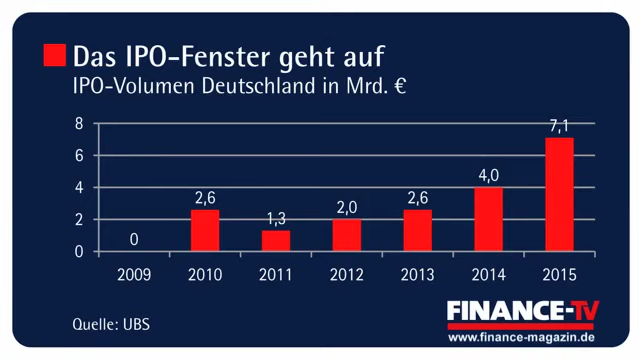 Das IPO-Fenster geht auf
IPO-Volumen Deutschland in Mrd. €
8
6
4
2
0
0
2,6
1,3
2,0
2,6
4,0
7,1
2009 2010 2011 2012 2013 2014 2015
Quelle: UBS
FINANCE-TV
www.finance-magazin.de